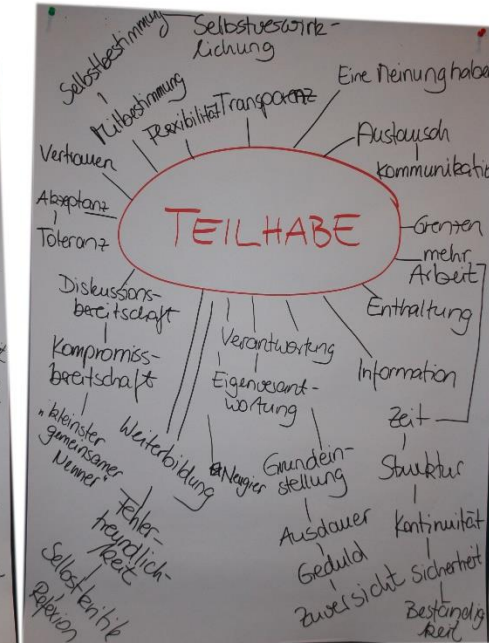 Selbstbestimmung
Selbstverwirk-
lichung
Mitbestimmung
Flexibilität
Transparenz
Eine Meinung haben
Austausch
Kommunikatio
Vertrauen
Akzeptanz
Toleranz
TEILHABE
Grenzen
mehr
Arbeit
Enthaltung
Diskussions-
bereitschaft
Kompromiss-
bereitschaft
"kleinster
gemeinsamer
Nenner"
Weiterbildung
Fehler-
freundlich-
keit
Selbstkritik
Reflexion
Verantwortung
Eigenverant-
wortung
Neugier
Grundein-
stellung
Ausdauer
Geduld
Zuversicht
Information
Zeit
Struktur
Kontinuität
Sicherheit
Beständig
keit